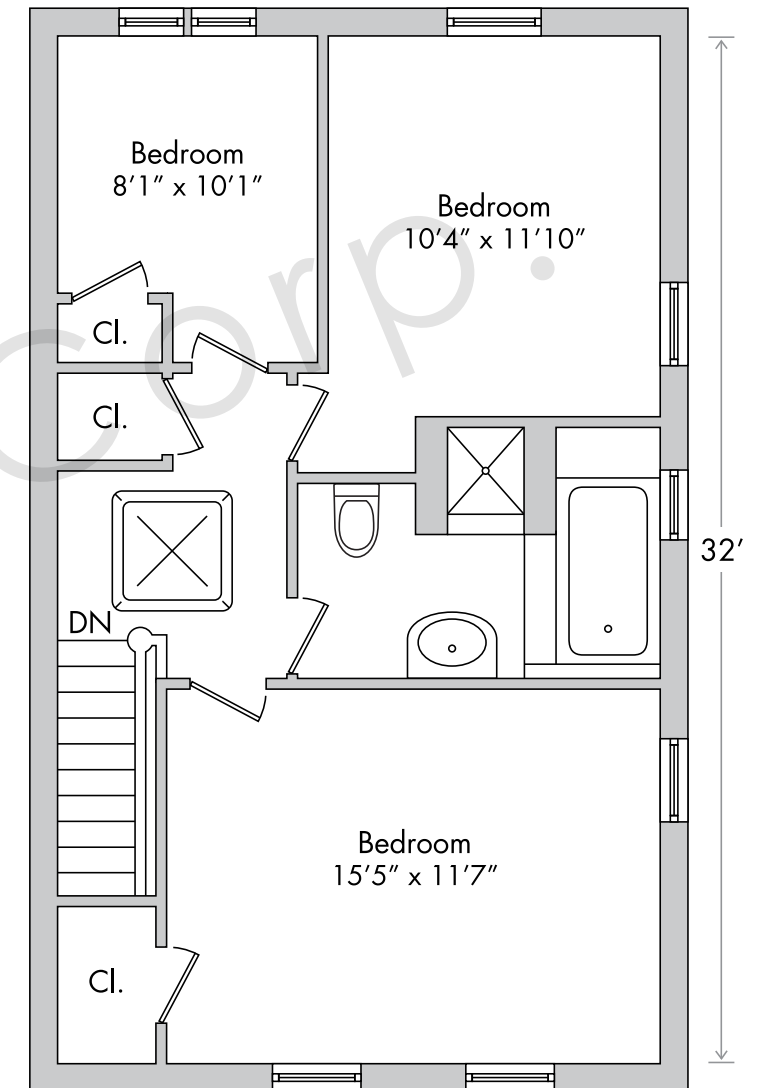 Bedroom
8’1” x 10’1”
Bedroom
10’4” x 11’10”
Corp.
Cl.
Cl.
32’
DN
Bedroom
15’5” x 11’7”
Cl.